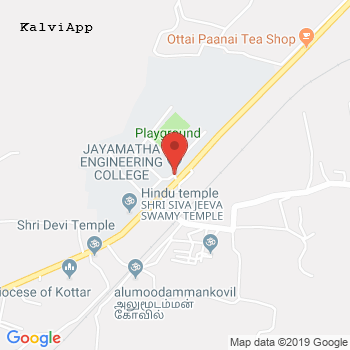 KalviApp
Ottai Paanai Tea Shop
Playground
JAYAMATHA
ENGINEERING
COLLEGE
Hindu temple
SHRI SIVA JEEVA
SWAMY TEMPLE
Shri Devi Temple
iocese of Kottar
alumoodammankovil
அலுமூடம்மன்
கோவில்
Google
Map data ©2019 Google